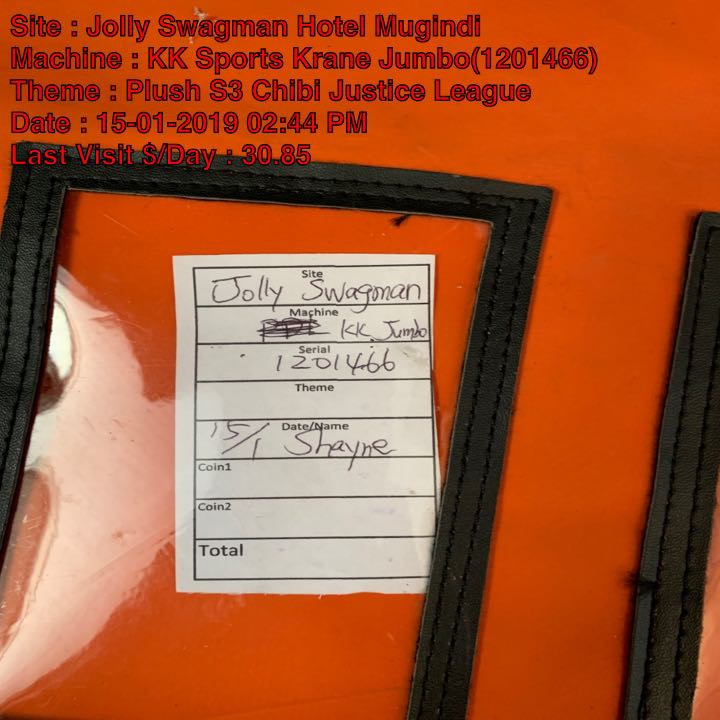 Site : Jolly Swagman Hotel Mugindi
Machine : KK Sports Krane Jumbo(1201466)
Theme : Plush S3 Chibi Justice League
Date : 15-01-2019 02:44 PM
Last Visit $/Day : 30.85
Site
Jolly Swagman
Machine
KK Jumbo
Serial
1201466
Theme
Date/Name
15/1 Shayne
Coin1
Coin2
Total